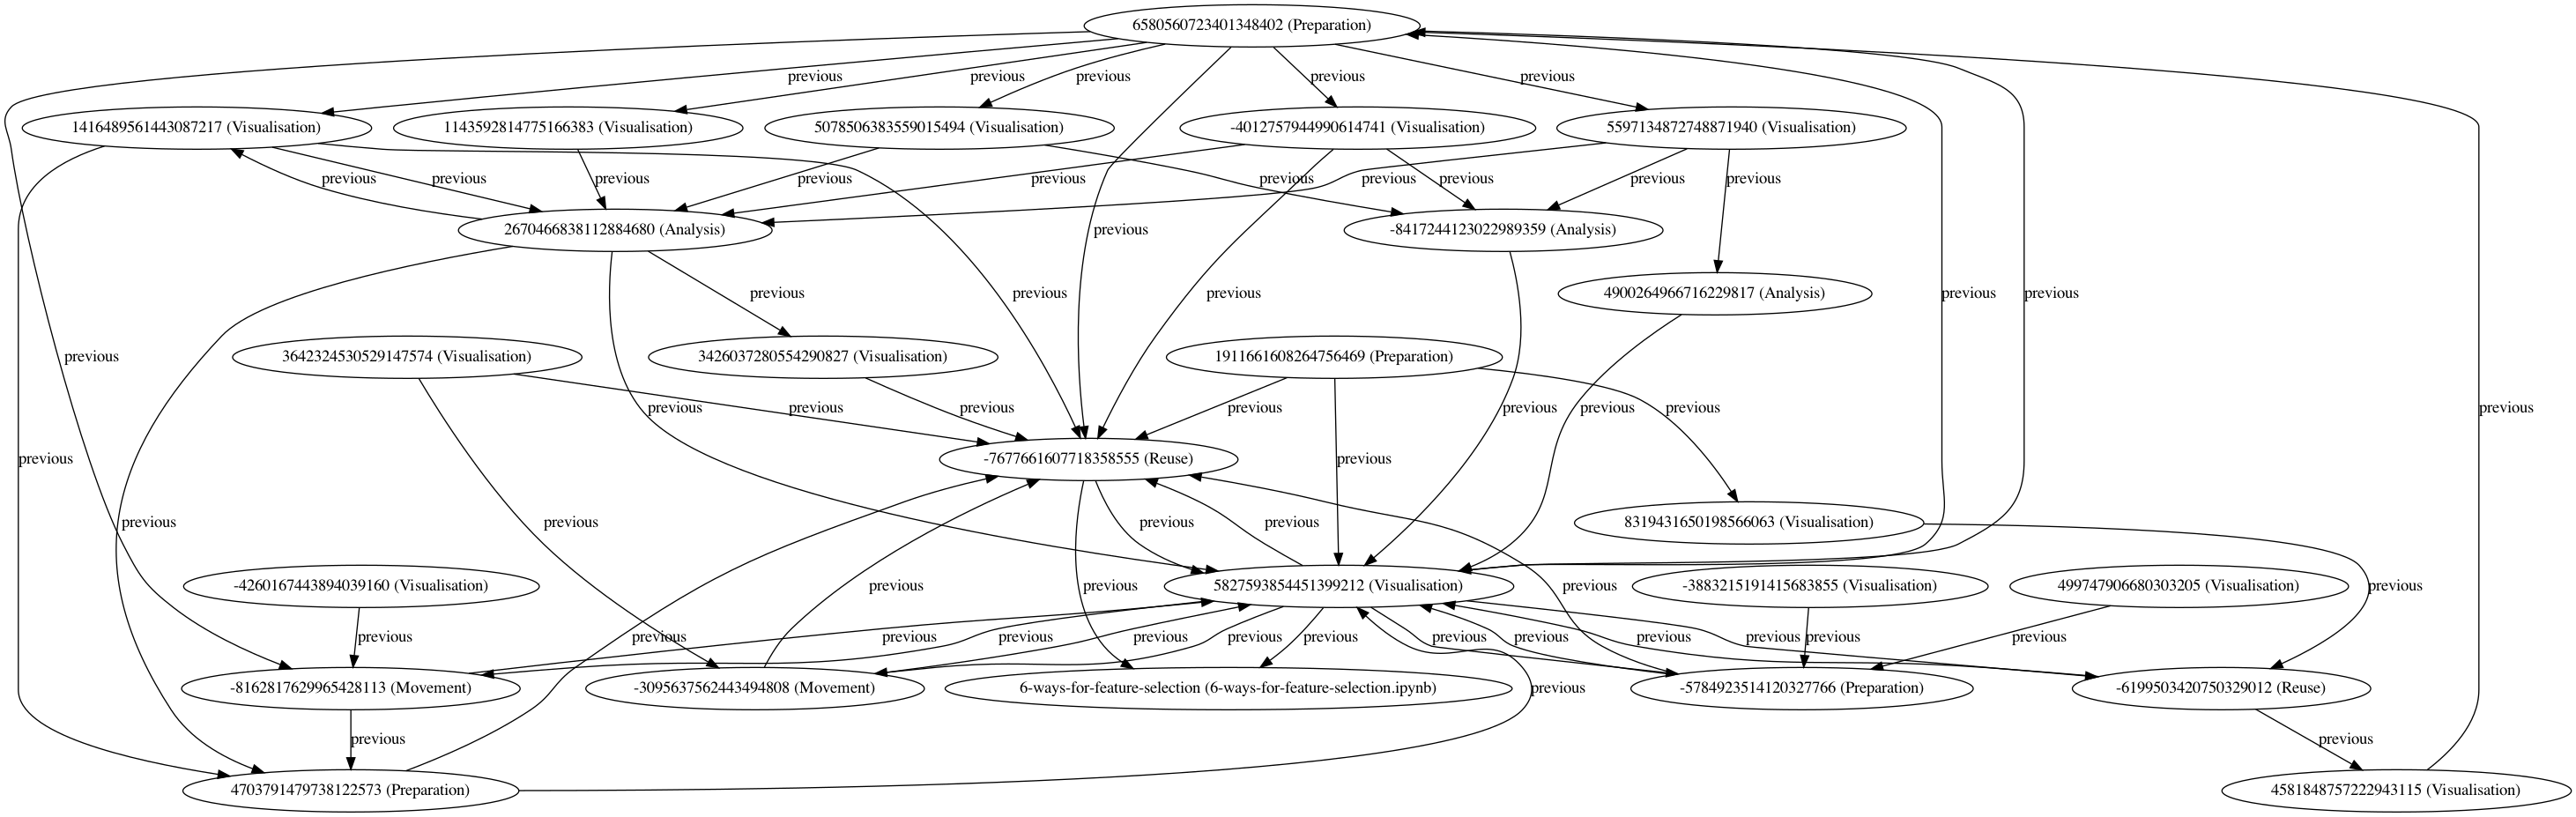 6580560723401348402 (Preparation)
previous
previous
previous
previous
previous
1416489561443087217 (Visualisation)
1143592814775166383 (Visualisation)
5078506383559015494 (Visualisation)
-4012757944990614741 (Visualisation)
5597134872748871940 (Visualisation)
previous
previous
previous
previous
previous
previous
previous
previous
previous
previous
2670466838112884680 (Analysis)
previous
-8417244123022989359 (Analysis)
previous
previous
previous
4900264966716229817 (Analysis)
previous
previous
previous
3642324530529147574 (Visualisation)
3426037280554290827 (Visualisation)
1911661608264756469 (Preparation)
previous
previous
previous
previous
previous
previous
previous
previous
previous
previous
-7677661607718358555 (Reuse)
previous
previous
previous
previous
previous
8319431650198566063 (Visualisation)
-4260167443894039160 (Visualisation)
previous
previous
5827593854451399212 (Visualisation)
previous
-3883215191415683855 (Visualisation)
499747906680303205 (Visualisation)
previous
previous
previous
previous
previous
previous
previous
previous
previous
previous
previous
previous
previous
previous
-8162817629965428113 (Movement)
-3095637562443494808 (Movement)
6-ways-for-feature-selection (6-ways-for-feature-selection.ipynb)
previous
-5784923514120327766 (Preparation)
-6199503420750329012 (Reuse)
previous
previous
4703791479738122573 (Preparation)
4581848757222943115 (Visualisation)